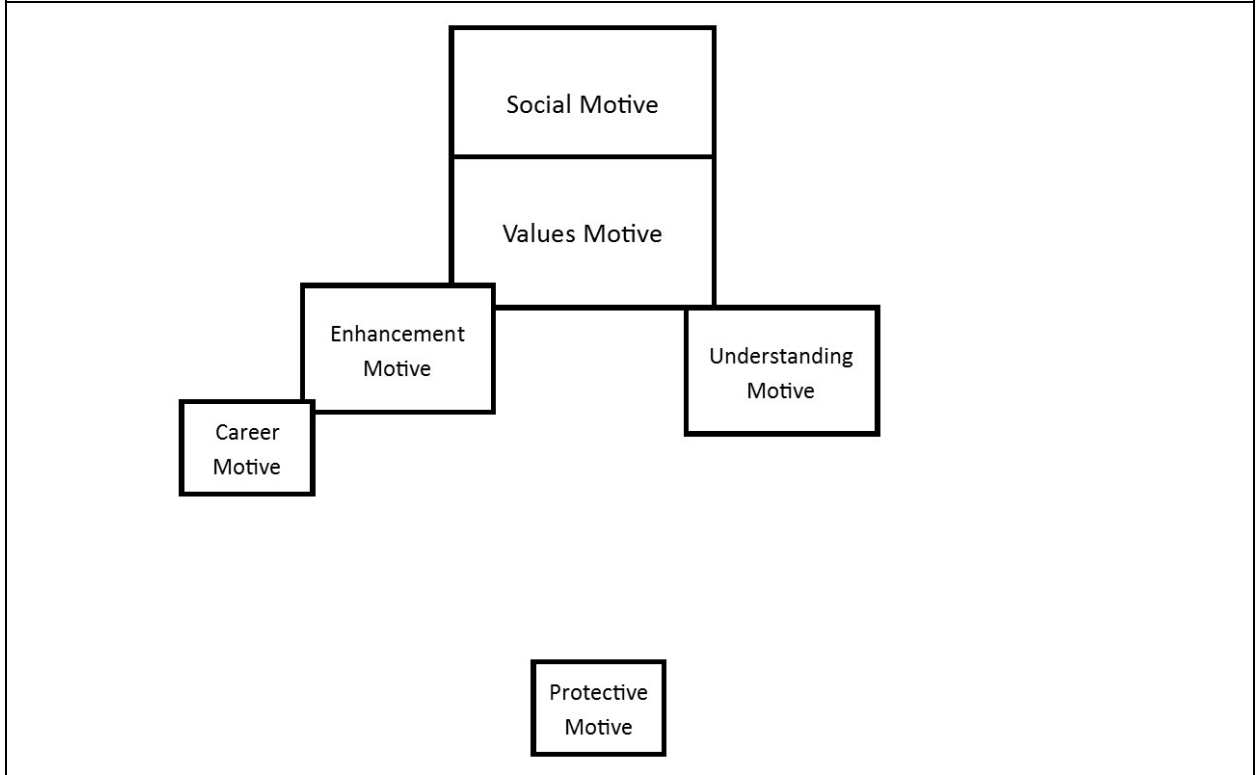 Social Motive
Values Motive
Enhancement
Motive
Understanding
Motive
Career
Motive
Protective
Motive